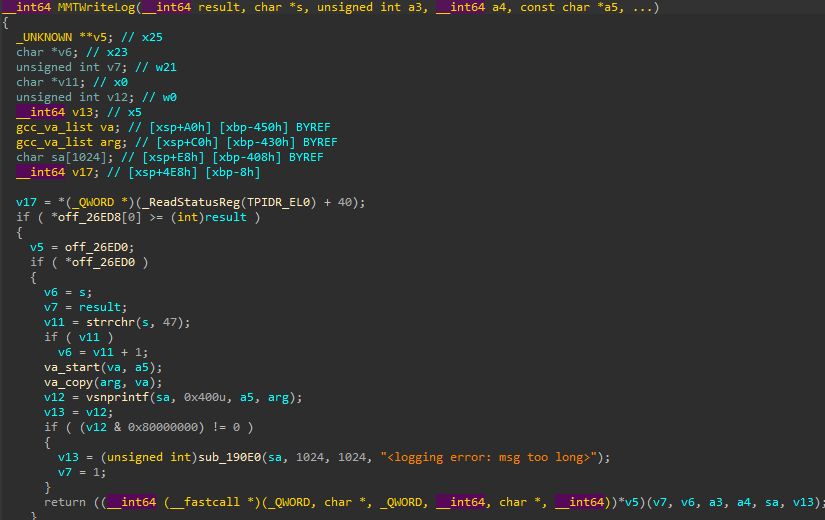 __int64 MMTWriteLog(__int64 result, char *s, unsigned int a3, __int64 a4, const char *a5, ...)
{
_UNKNOWN **v5; // x25
char *v6; // x23
unsigned int v7; // w21
char *v11; // x0
unsigned int v12; // w0
__int64 v13; // x5
gcc_va_list va; // [xsp+A0h] [xbp-450h] BYREF
gcc_va_list arg; // [xsp+C0h] [xbp-430h] BYREF
char sa[1024]; // [xsp+E8h] [xbp-408h] BYREF
__int64 v17; // [xsp+4E8h] [xbp-8h]
v17 = *(_QWORD *)(_ReadStatusReg(TPIDR_EL0) + 40);
if ( *off_26ED8[0] >= (int)result )
{
v5 = off_26ED0;
if ( *off_26ED0 )
{
v6 = s;
v7 = result;
v11 = strrchr(s, 47);
if ( v11 )
v6 = v11 + 1;
va_start(va, a5);
va_copy(arg, va);
v12 = vsnprintf(sa, 0x400u, a5, arg);
v13 = v12;
if ( (v12 & 0x80000000) != 0 )
{
v13 = (unsigned int)sub_190E0(sa, 1024, 1024, "<logging error: msg too long>");
v7 = 1;
}
return ((__int64 (__fastcall *)(_QWORD, char *, _QWORD, __int64, char *, __int64))*v5)(v7, v6, a3, a4, sa, v13);
}